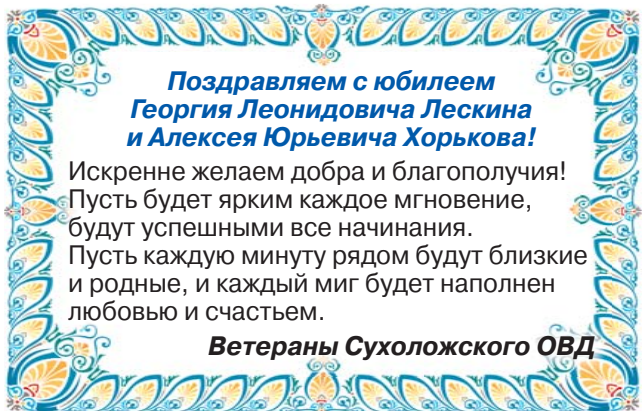 Поздравляем с юбилеем
Георгия Леонидовича Лескина
и Алексея Юрьевича Хорькова!
Искренне желаем добра и благополучия!
Пусть будет ярким каждое мгновение,
будут успешными все начинания.
Пусть каждую минуту рядом будут близкие
и родные, и каждый миг будет наполнен
любовью и счастьем.
Ветераны Сухоложского ОВД